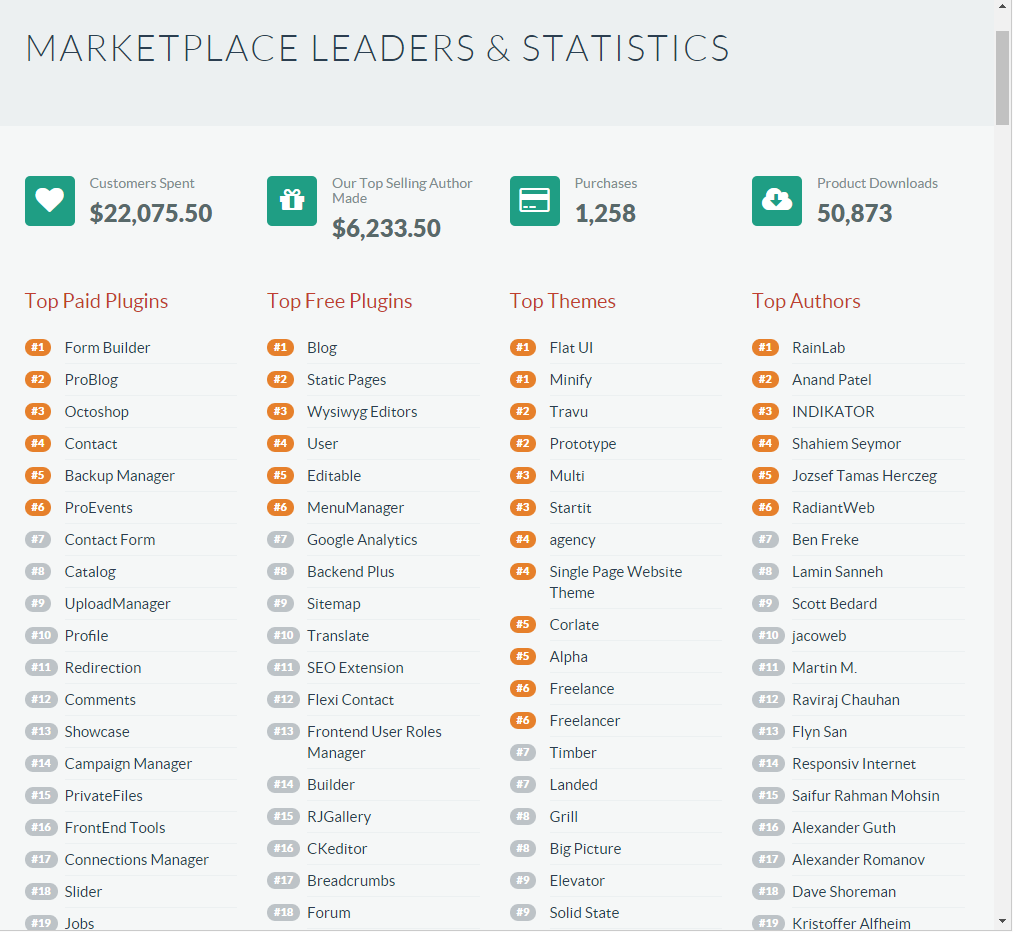 MARKETPLACE LEADERS & STATISTICS
Customers Spent
$22,075.50
Our Top Selling Author
Made
$6,233.50
Purchases
1,258
Product Downloads
50,873
Top Paid Plugins
#1 Form Builder
#2 ProBlog
#3 Octoshop
#4 Contact
#5 Backup Manager
#6 ProEvents
#7 Contact Form
#8 Catalog
#9 UploadManager
#10 Profile
#11 Redirection
#12 Comments
#13 Showcase
#14 Campaign Manager
#15 PrivateFiles
#16 FrontEnd Tools
#17 Connections Manager
#18 Slider
#19 Jobs
Top Free Plugins
#1 Blog
#2 Static Pages
#3 Wysiwyg Editors
#4 User
#5 Editable
#6 MenuManager
#7 Google Analytics
#8 Backend Plus
#9 Sitemap
#10 Translate
#11 SEO Extension
#12 Flexi Contact
#13 Frontend User Roles
Manager
#14 Builder
#15 RJGallery
#16 CKeditor
#17 Breadcrumbs
#18 Forum
Top Themes
#1 Flat UI
#1 Minify
#2 Travu
#2 Prototype
#3 Multi
#3 Startit
#4 agency
#4 Single Page Website
Theme
#5 Corlate
#5 Alpha
#6 Freelance
#6 Freelancer
#7 Timber
#7 Landed
#8 Grill
#8 Big Picture
#9 Elevator
#9 Solid State
Top Authors
#1 RainLab
#2 Anand Patel
#3 INDIKATOR
#4 Shahiem Seymor
#5 Jozsef Tamas Herczeg
#6 RadiantWeb
#7 Ben Freke
#8 Lamin Sanneh
#9 Scott Bedard
#10 jacoweb
#11 Martin M.
#12 Raviraj Chauhan
#13 Flyn San
#14 Responsiv Internet
#15 Saifur Rahman Mohsin
#16 Alexander Guth
#17 Alexander Romanov
#18 Dave Shoreman
#19 Kristoffer Alfheim